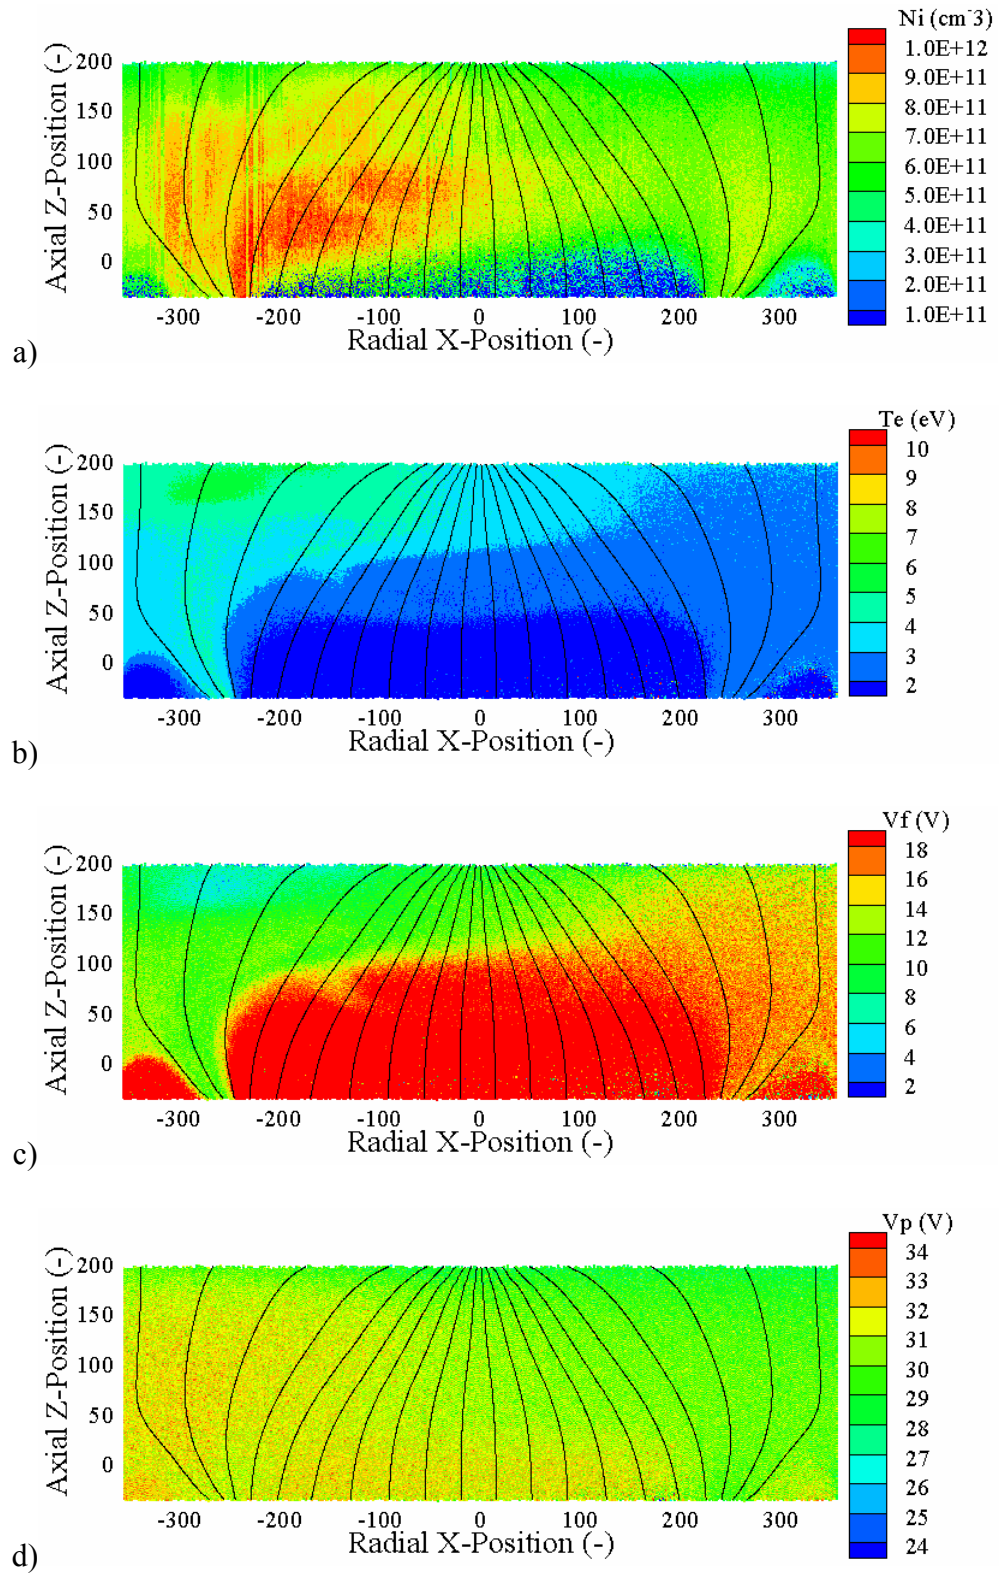 Ni (cm-3)
Axial Z-Position (-)
200
150
100
50
0
-300 -200 -100 0 100 200 300
Radial X-Position (-)
1.0E+12
9.0E+11
8.0E+11
7.0E+11
6.0E+11
5.0E+11
4.0E+11
3.0E+11
2.0E+11
1.0E+11
a)
Te (eV)
Axial Z-Position (-)
200
150
100
50
0
-300 -200 -100 0 100 200 300
Radial X-Position (-)
10
9
8
7
6
5
4
3
2
b)
Vf (V)
Axial Z-Position (-)
200
150
100
50
0
-300 -200 -100 0 100 200 300
Radial X-Position (-)
18
16
14
12
10
8
6
4
2
c)
Vp (V)
Axial Z-Position (-)
200
150
100
50
0
-300 -200 -100 0 100 200 300
Radial X-Position (-)
34
33
32
31
30
29
28
27
26
25
24
d)